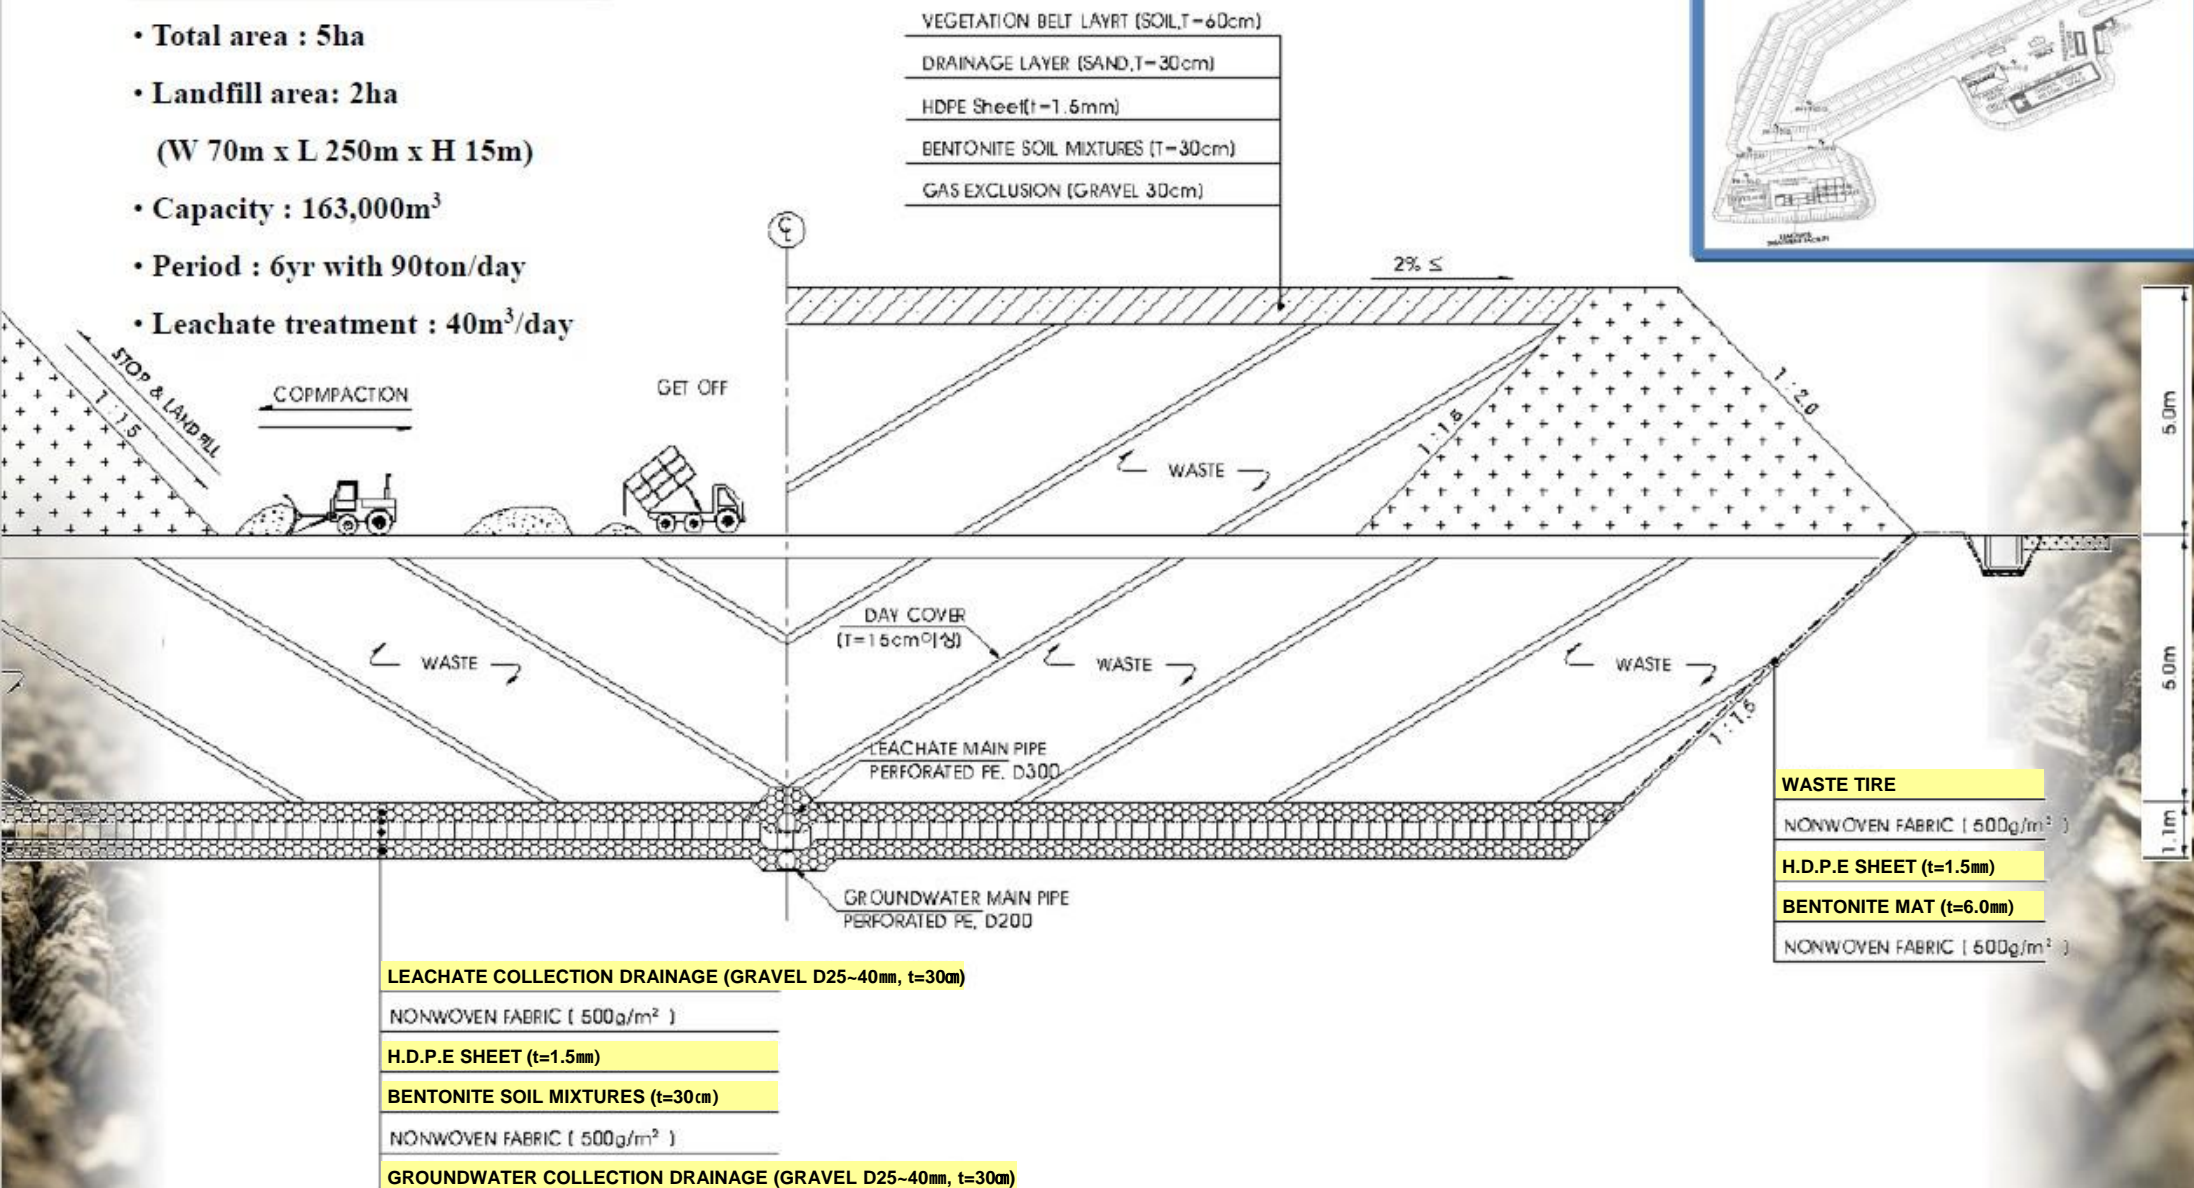 • Total area : 5ha
• Landfill area: 2ha
(W 70m x L 250m x H 15m)
• Capacity : 163,000m³
• Period : 6yr with 90ton/day
• Leachate treatment : 40m³/day
VEGETATION BELT LAYRT (SOIL,T=60cm)
DRAINAGE LAYER (SAND,T=30cm)
HDPE Sheet(t=1.5mm)
BENTONITE SOIL MIXTURES (T=30cm)
GAS EXCLUSION (GRAVEL 30cm)
2% ≤
STOP & LANDFILL
1 : 1.5
COPMPACTION
GET OFF
WASTE
1 : 1.5
1 : 2.0
5.0m
DAY COVER
(T=15cm이상)
WASTE
WASTE
WASTE
5.0m
1 : 1.5
LEACHATE MAIN PIPE
PERFORATED PE. D300
1.1m
GROUNDWATER MAIN PIPE
PERFORATED PE, D200
WASTE TIRE
NONWOVEN FABRIC ( 500g/m² )
H.D.P.E SHEET (t=1.5㎜)
BENTONITE MAT (t=6.0㎜)
NONWOVEN FABRIC ( 500g/m² )
LEACHATE COLLECTION DRAINAGE (GRAVEL D25~40㎜, t=30㎝)
NONWOVEN FABRIC ( 500g/m² )
H.D.P.E SHEET (t=1.5㎜)
BENTONITE SOIL MIXTURES (t=30㎝)
NONWOVEN FABRIC ( 500g/m² )
GROUNDWATER COLLECTION DRAINAGE (GRAVEL D25~40㎜, t=30㎝)